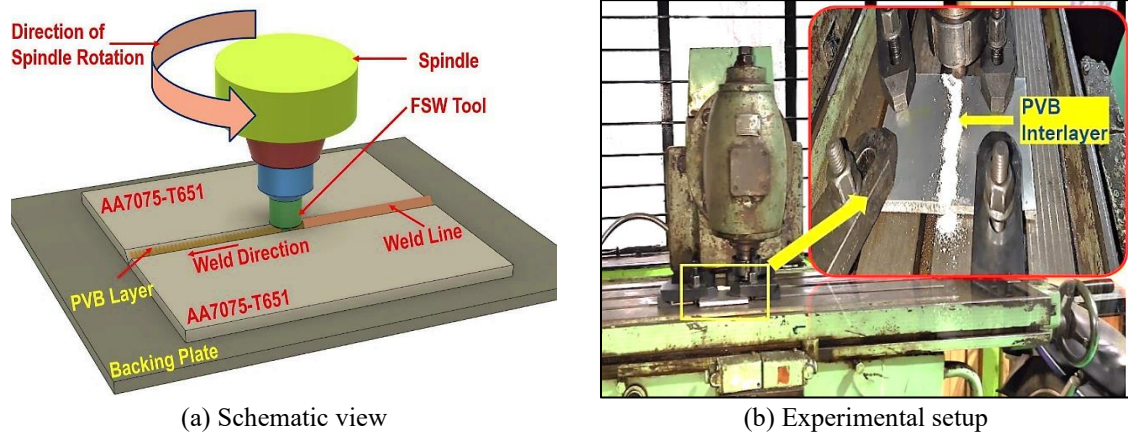 Direction of
Spindle Rotation
Spindle
FSW Tool
AA7075-T651
Weld Line
Weld Direction
PVB Layer
AA7075-T651
Backing Plate
(a) Schematic view
PVB
Interlayer
(b) Experimental setup